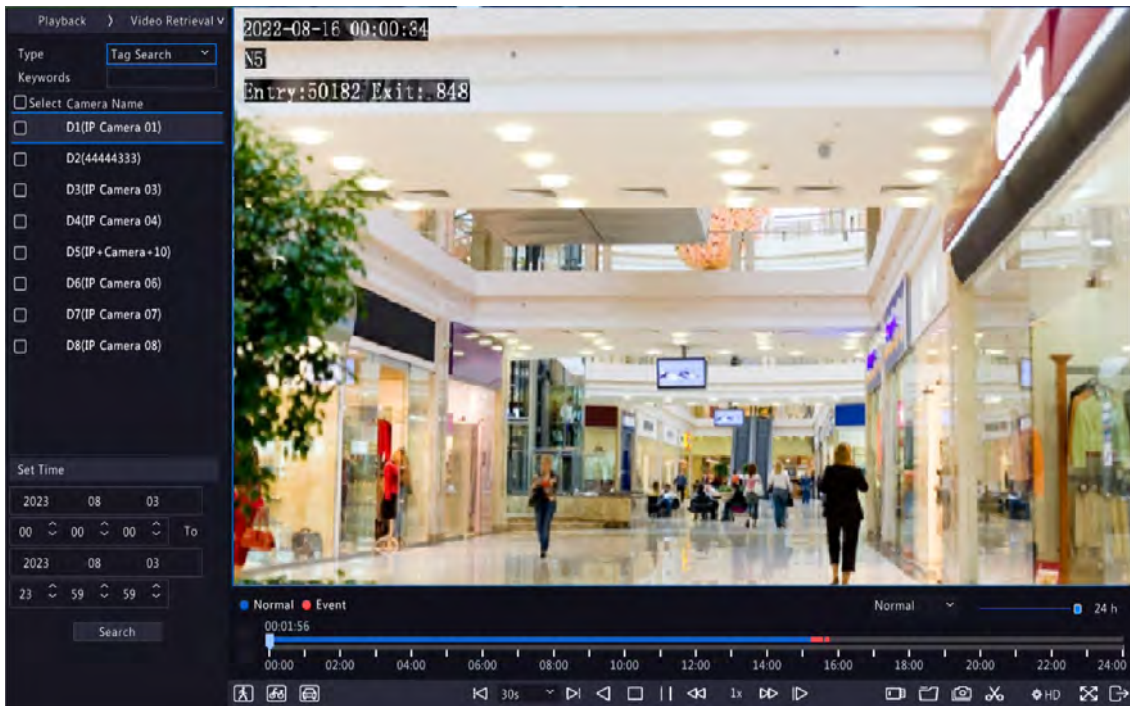 Playback 〉 Video Retrieval
Type Tag Search
Keywords
Select Camera Name
D1(IP Camera 01)
D2(44444333)
D3(IP Camera 03)
D4(IP Camera 04)
D5(IP+Camera+10)
D6(IP Camera 06)
D7(IP Camera 07)
D8(IP Camera 08)
Set Time
2023 08 03
00 00 00 To
2023 08 03
23 59 59
Search
2022-08-16 00:00:34
N5
Entry:50182 Exit:.848
Normal Event
Normal 24 h
00:01:56
00:00 02:00 04:00 06:00 08:00 10:00 12:00 14:00 16:00 18:00 20:00 22:00 24:00
30s 1x HD